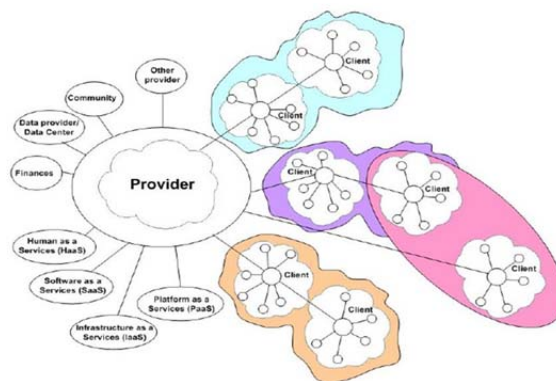 Other
provider
Community
Data provider/
Data Center
Finances
Provider
Human as a
Services (HaaS)
Software as a
Services (SaaS)
Infrastructure as a
Services (IaaS)
Platform as a
Services (PaaS)
Client
Client
Client
Client
Client
Client
Client